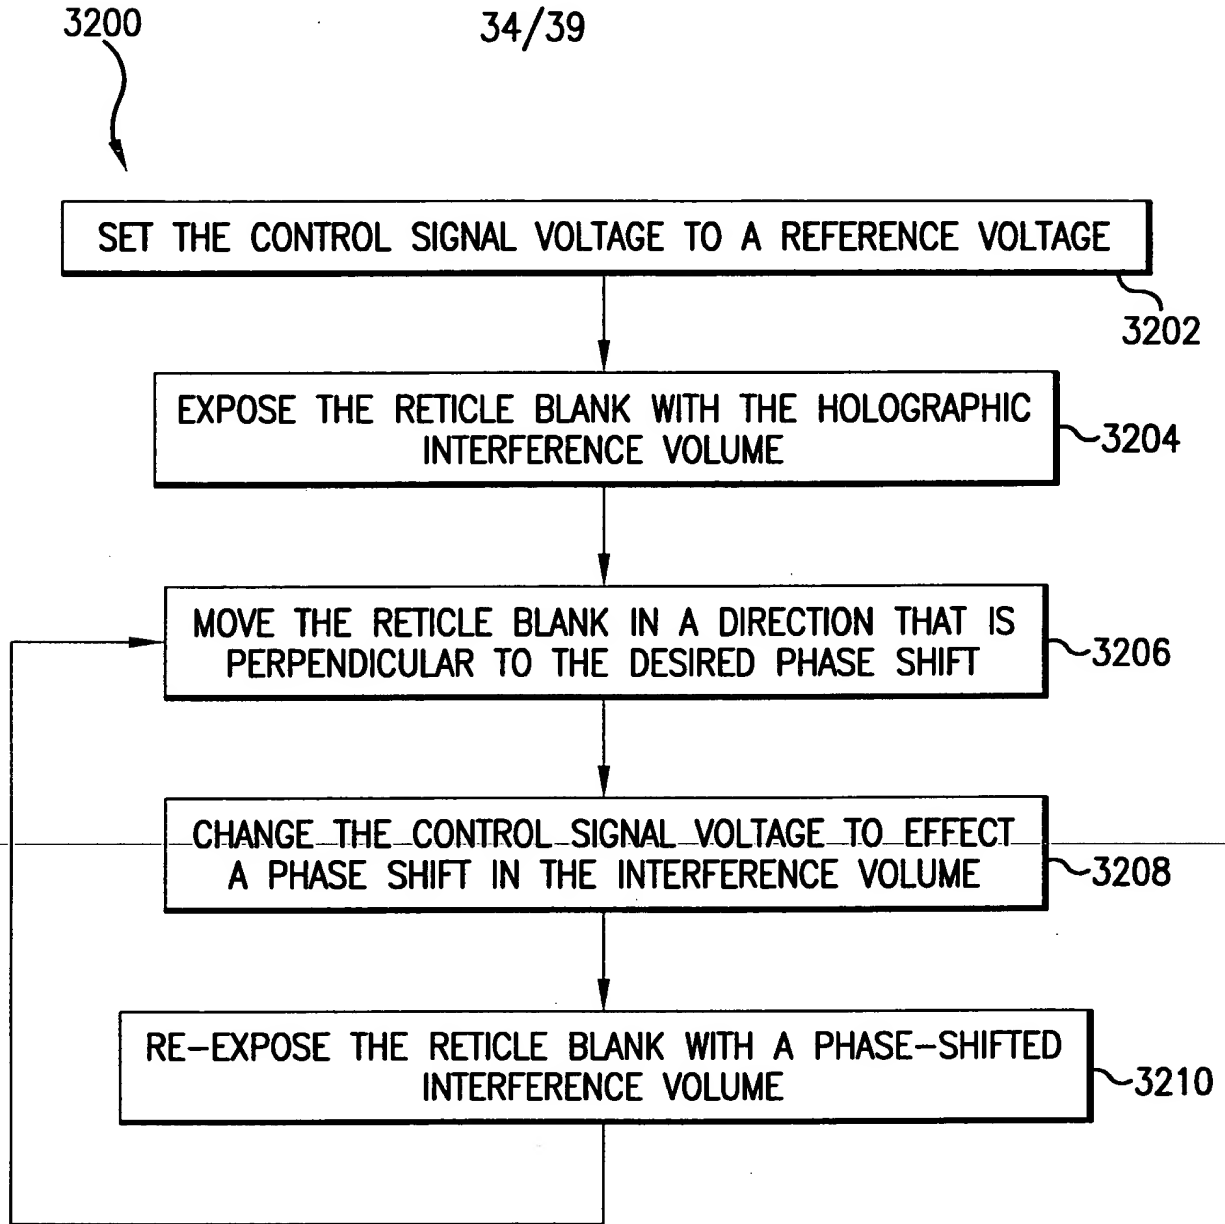 3200
34/39
SET THE CONTROL SIGNAL VOLTAGE TO A REFERENCE VOLTAGE
3202
EXPOSE THE RETICLE BLANK WITH THE HOLOGRAPHIC
INTERFERENCE VOLUME
3204
MOVE THE RETICLE BLANK IN A DIRECTION THAT IS
PERPENDICULAR TO THE DESIRED PHASE SHIFT
3206
CHANGE THE CONTROL SIGNAL VOLTAGE TO EFFECT
A PHASE SHIFT IN THE INTERFERENCE VOLUME
3208
RE-EXPOSE THE RETICLE BLANK WITH A PHASE-SHIFTED
INTERFERENCE VOLUME
3210